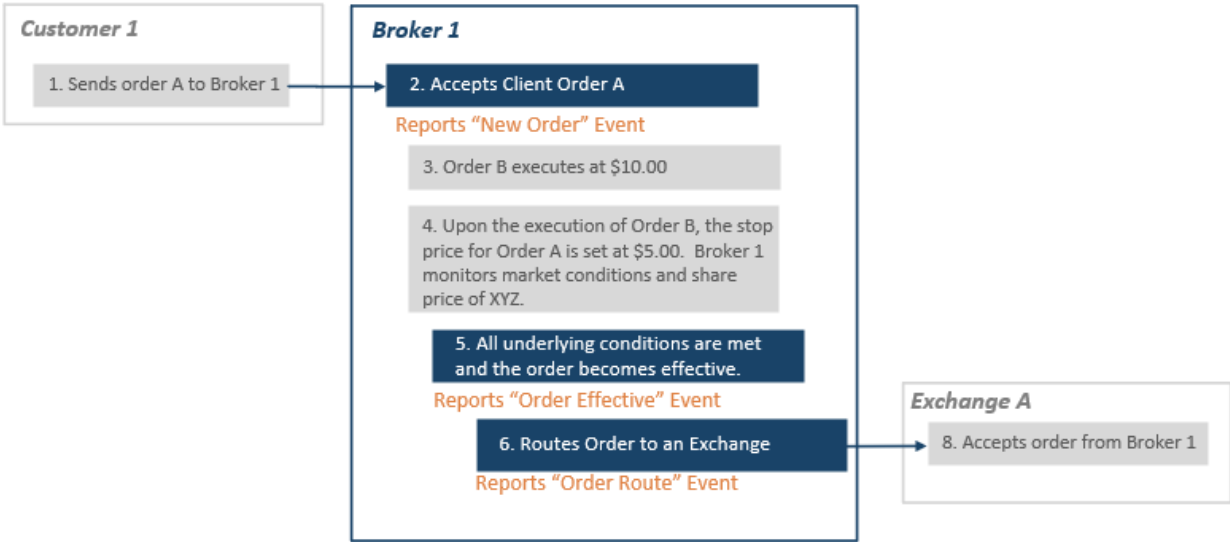 Customer 1
1. Sends order A to Broker 1
Broker 1
2. Accepts Client Order A
Reports “New Order” Event
3. Order B executes at $10.00
4. Upon the execution of Order B, the stop
price for Order A is set at $5.00.  Broker 1
monitors market conditions and share
price of XYZ.
5. All underlying conditions are met
and the order becomes effective.
Reports “Order Effective” Event
6. Routes Order to an Exchange
Reports “Order Route” Event
Exchange A
8. Accepts order from Broker 1